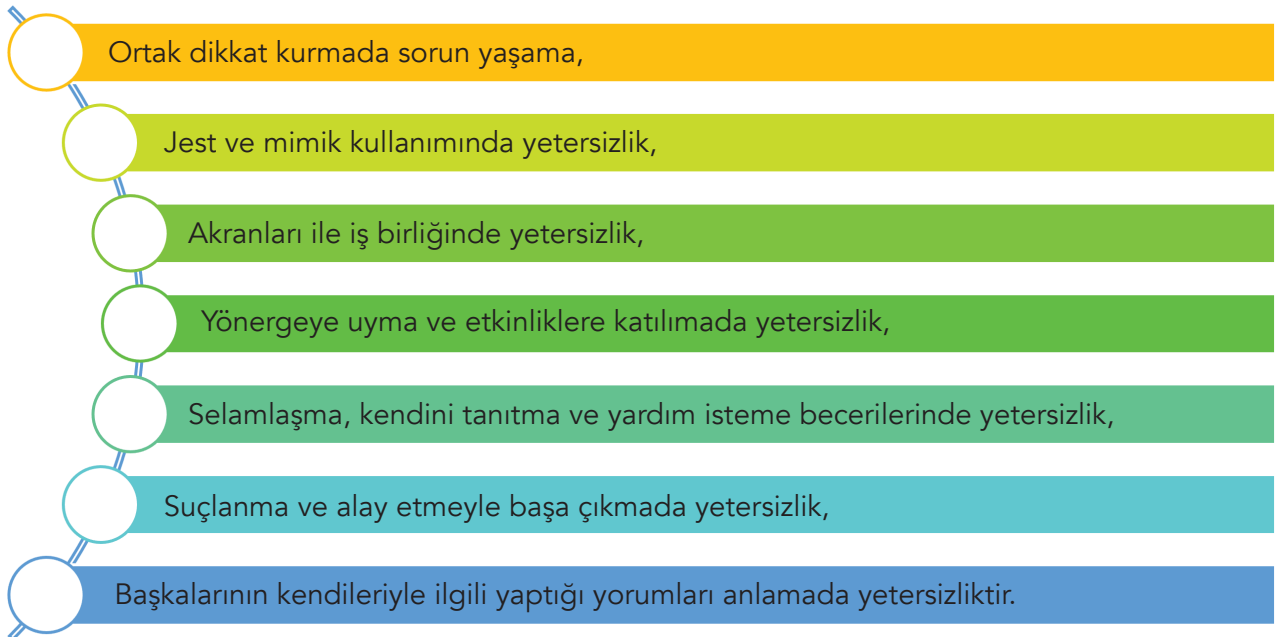 Ortak dikkat kurmada sorun yaşama,
Jest ve mimik kullanımında yetersizlik,
Akranları ile iş birliğinde yetersizlik,
Yönergeye uyma ve etkinliklere katılımada yetersizlik,
Selamlaşma, kendini tanıtma ve yardım isteme becerilerinde yetersizlik,
Suçlanma ve alay etmeyle başa çıkmada yetersizlik,
Başkalarının kendileriyle ilgili yaptığı yorumları anlamada yetersizliktir.